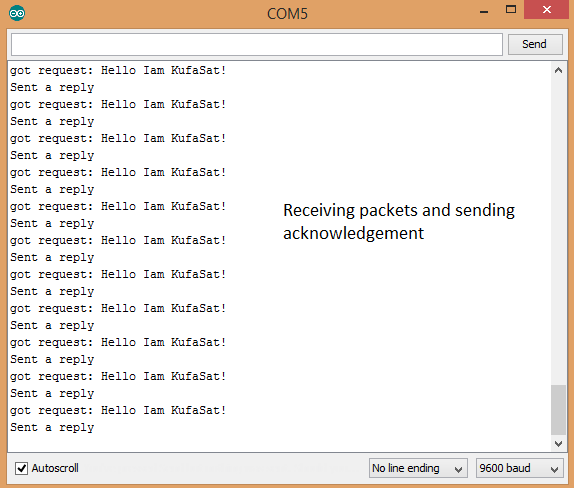 COM5
Send
got request: Hello Iam KufaSat!
Sent a reply
got request: Hello Iam KufaSat!
Sent a reply
got request: Hello Iam KufaSat!
Sent a reply
got request: Hello Iam KufaSat!
Sent a reply
got request: Hello Iam KufaSat!
Sent a reply
got request: Hello Iam KufaSat!
Sent a reply
got request: Hello Iam KufaSat!
Sent a reply
got request: Hello Iam KufaSat!
Sent a reply
got request: Hello Iam KufaSat!
Sent a reply
got request: Hello Iam KufaSat!
Sent a reply
got request: Hello Iam KufaSat!
Sent a reply
Receiving packets and sending
acknowledgement
Autoscroll
No line ending
9600 baud